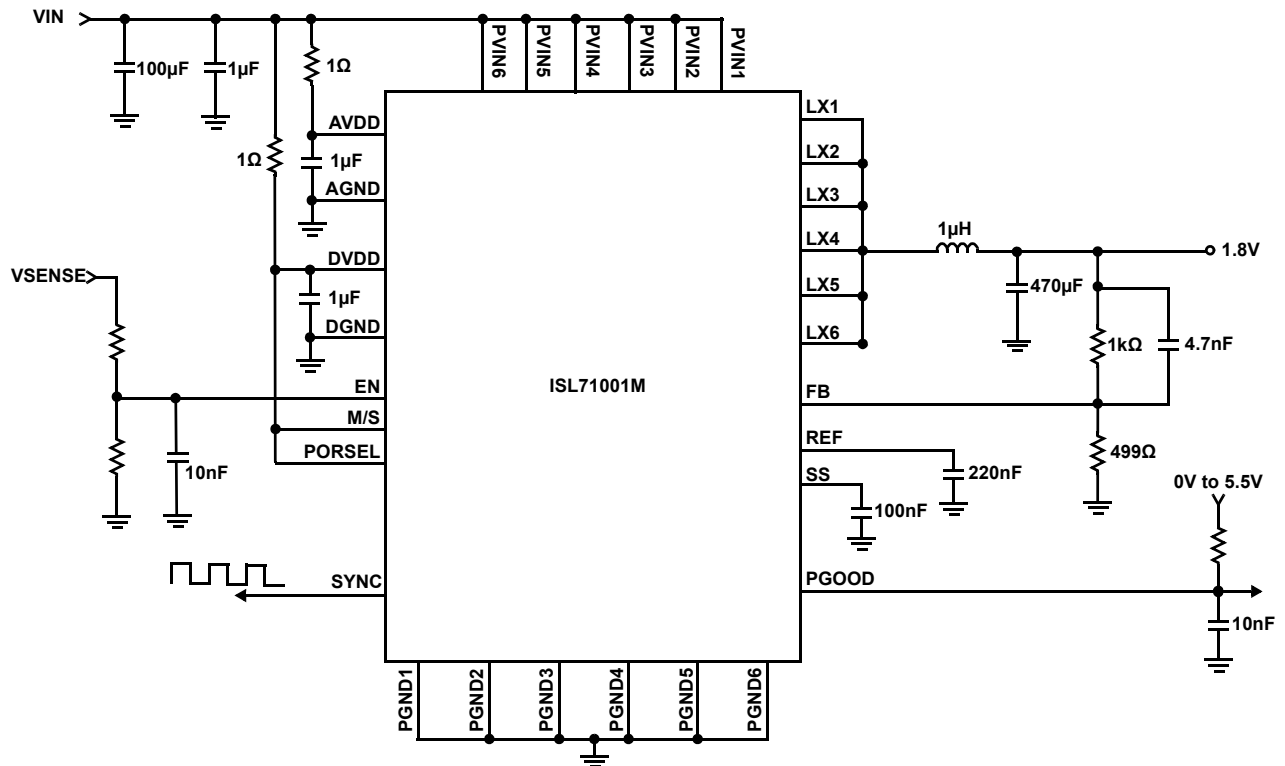 VIN
PVIN6
PVIN5
PVIN4
PVIN3
PVIN2
PVIN1
100µF
1µF
1Ω
LX1
AVDD
1Ω
1µF
LX2
AGND
LX3
1µH
LX4
1.8V
DVDD
VSENSE
1µF
470µF
LX5
DGND
LX6
1kΩ
4.7nF
ISL71001M
EN
FB
M/S
REF
499Ω
PORSEL
10nF
220nF
SS
0V to 5.5V
100nF
SYNC
PGOOD
10nF
PGND1
PGND2
PGND3
PGND4
PGND5
PGND6